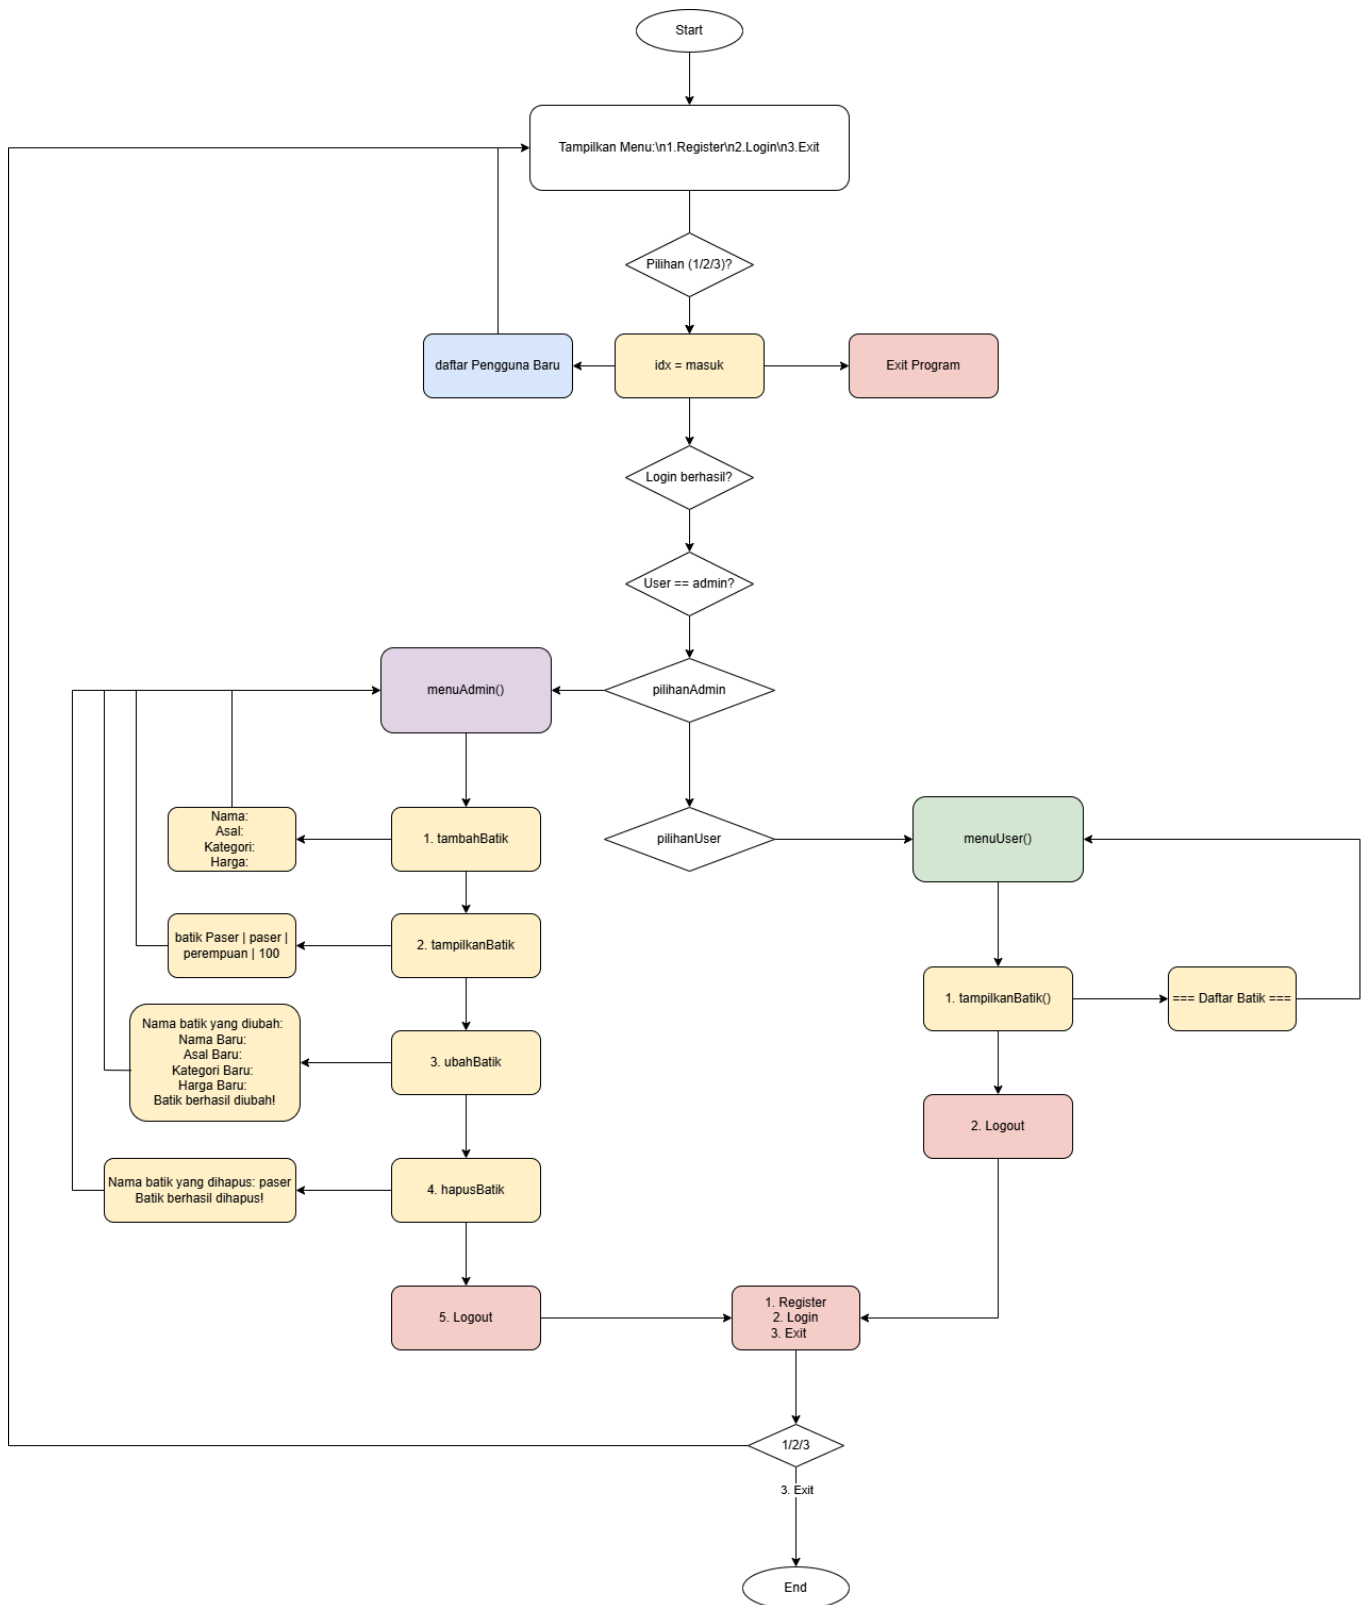 Start
Tampilkan Menu:\n1.Register\n2.Login\n3.Exit
Pilihan (1/2/3)?
daftar Pengguna Baru
idx = masuk
Exit Program
Login berhasil?
User == admin?
menuAdmin()
pilihanAdmin
Nama:
Asal:
Kategori:
Harga:
1. tambahBatik
pilihanUser
menuUser()
batik Paser | paser |
perempuan | 100
2. tampilkanBatik
1. tampilkanBatik()
=== Daftar Batik ===
Nama batik yang diubah:
Nama Baru:
Asal Baru:
Kategori Baru:
Harga Baru:
Batik berhasil diubah!
3. ubahBatik
2. Logout
Nama batik yang dihapus: paser
Batik berhasil dihapus!
4. hapusBatik
5. Logout
1. Register
2. Login
3. Exit
1/2/3
3. Exit
End